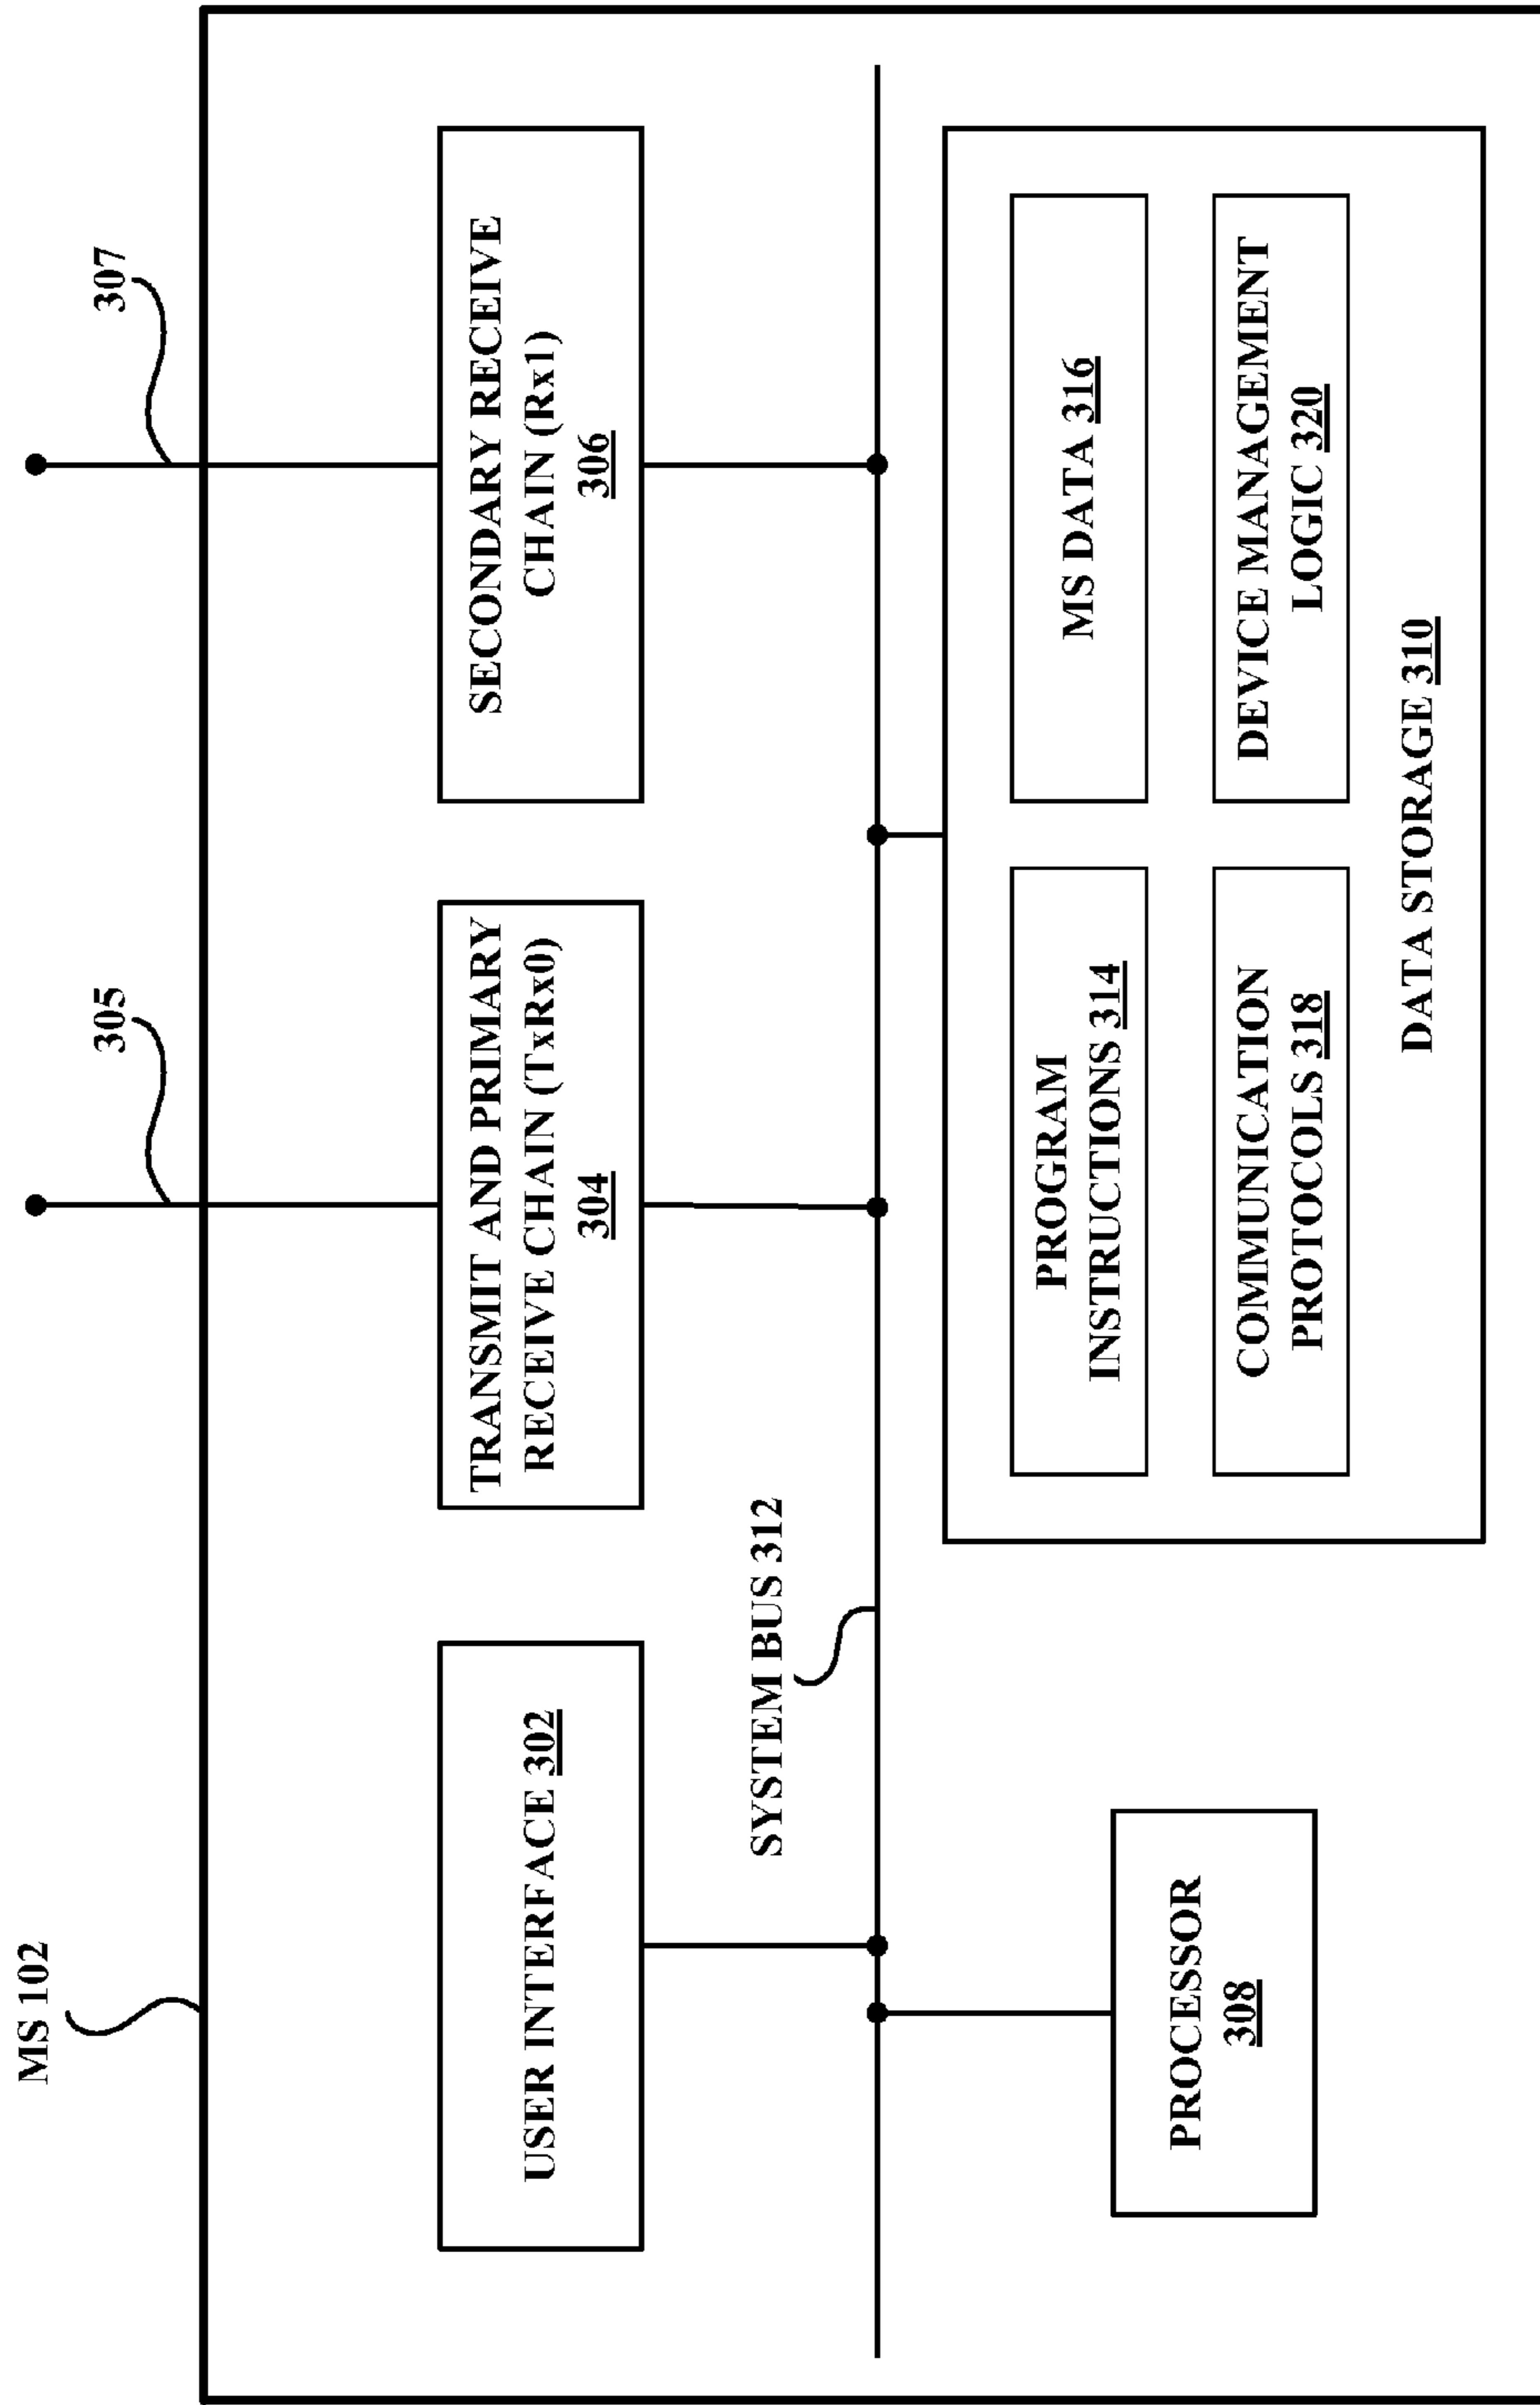 MS 102
305
307
USER INTERFACE 302
TRANSMIT AND PRIMARY
RECEIVE CHAIN (TxRx0)
304
SECONDARY RECEIVE
CHAIN (Rx1)
306
SYSTEM BUS 312
PROCESSOR
308
PROGRAM
INSTRUCTIONS 314
MS DATA 316
COMMUNICATION
PROTOCOLS 318
DEVICE MANAGEMENT
LOGIC 320
DATA STORAGE 310